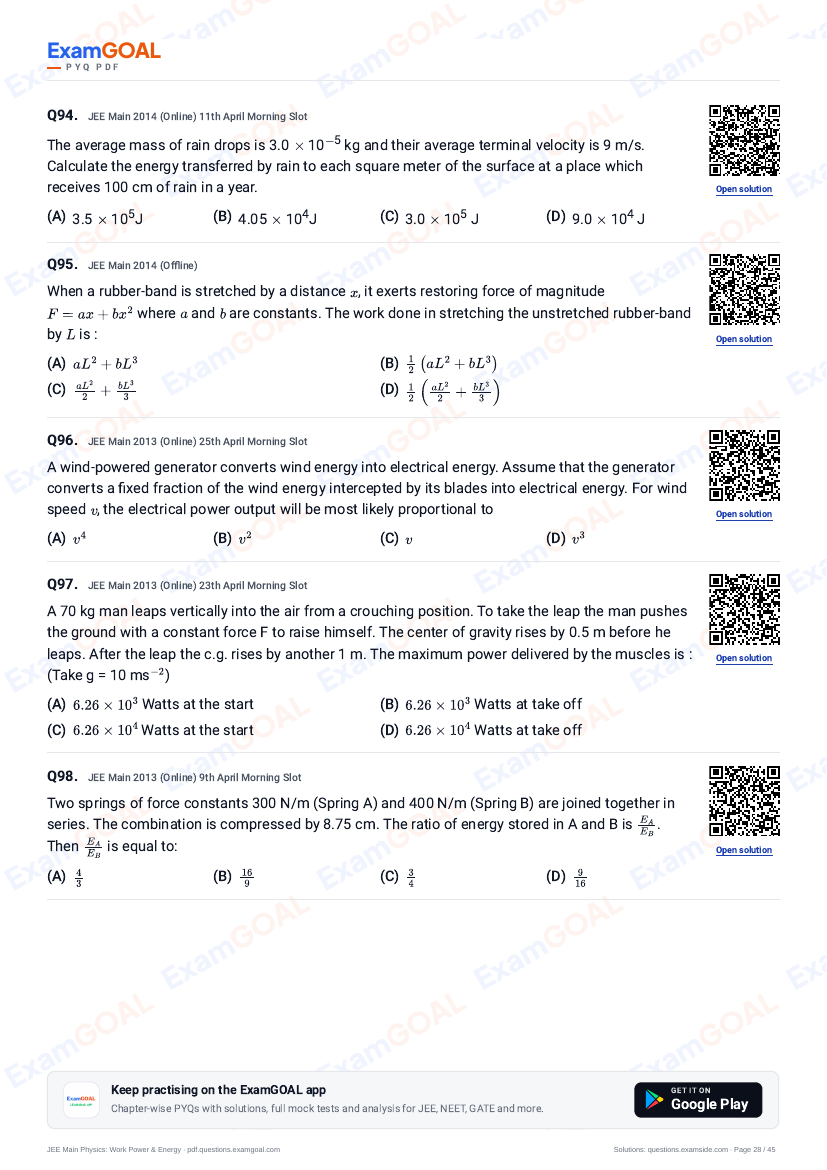 ExamGOAL
PYQ PDF
Q94. JEE Main 2014 (Online) 11th April Morning Slot
The average mass of rain drops is 3.0 × 10⁻⁵ kg and their average terminal velocity is 9 m/s.
Calculate the energy transferred by rain to each square meter of the surface at a place which
receives 100 cm of rain in a year.
Open solution
(A) 3.5 × 10⁵J (B) 4.05 × 10⁴J (C) 3.0 × 10⁵ J (D) 9.0 × 10⁴ J
Q95. JEE Main 2014 (Offline)
When a rubber-band is stretched by a distance x, it exerts restoring force of magnitude
F = ax + bx² where a and b are constants. The work done in stretching the unstretched rubber-band
by L is :
Open solution
(A) aL² + bL³ (B) 1/2 (aL² + bL³)
(C) aL²/2 + bL³/3 (D) 1/2 (aL²/2 + bL³/3)
Q96. JEE Main 2013 (Online) 25th April Morning Slot
A wind-powered generator converts wind energy into electrical energy. Assume that the generator
converts a fixed fraction of the wind energy intercepted by its blades into electrical energy. For wind
speed v, the electrical power output will be most likely proportional to
Open solution
(A) v⁴ (B) v² (C) v (D) v³
Q97. JEE Main 2013 (Online) 23th April Morning Slot
A 70 kg man leaps vertically into the air from a crouching position. To take the leap the man pushes
the ground with a constant force F to raise himself. The center of gravity rises by 0.5 m before he
leaps. After the leap the c.g. rises by another 1 m. The maximum power delivered by the muscles is :
(Take g = 10 ms⁻²)
Open solution
(A) 6.26 × 10³ Watts at the start (B) 6.26 × 10³ Watts at take off
(C) 6.26 × 10⁴ Watts at the start (D) 6.26 × 10⁴ Watts at take off
Q98. JEE Main 2013 (Online) 9th April Morning Slot
Two springs of force constants 300 N/m (Spring A) and 400 N/m (Spring B) are joined together in
series. The combination is compressed by 8.75 cm. The ratio of energy stored in A and B is E_A/E_B.
Then E_A/E_B is equal to:
Open solution
(A) 4/3 (B) 16/9 (C) 3/4 (D) 9/16
Keep practising on the ExamGOAL app
Chapter-wise PYQs with solutions, full mock tests and analysis for JEE, NEET, GATE and more.
GET IT ON
Google Play
JEE Main Physics: Work Power & Energy · pdf.questions.examgoal.com
Solutions: questions.examside.com · Page 28 / 45